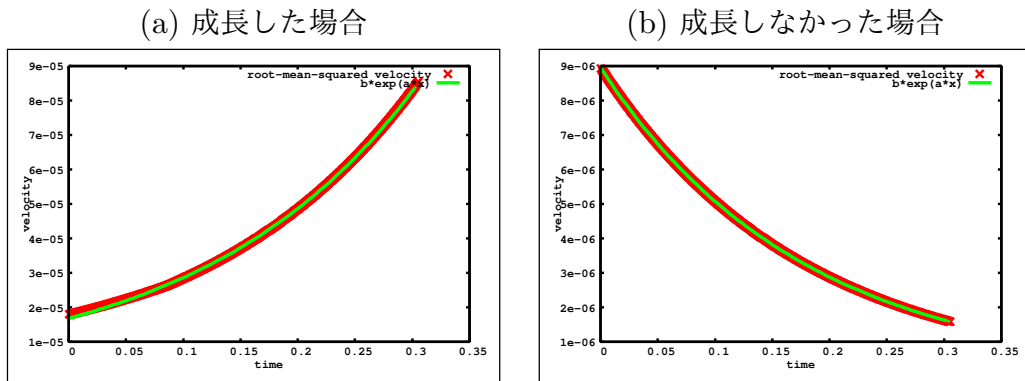 (a) 成長した場合
root-mean-squared velocity
b*exp(a*x)
9e-05
8e-05
7e-05
6e-05
5e-05
4e-05
3e-05
2e-05
1e-05
velocity
0
0.05
0.1
0.15
0.2
0.25
0.3
0.35
time
(b) 成長しなかった場合
root-mean-squared velocity
b*exp(a*x)
9e-06
8e-06
7e-06
6e-06
5e-06
4e-06
3e-06
2e-06
1e-06
velocity
0
0.05
0.1
0.15
0.2
0.25
0.3
0.35
time